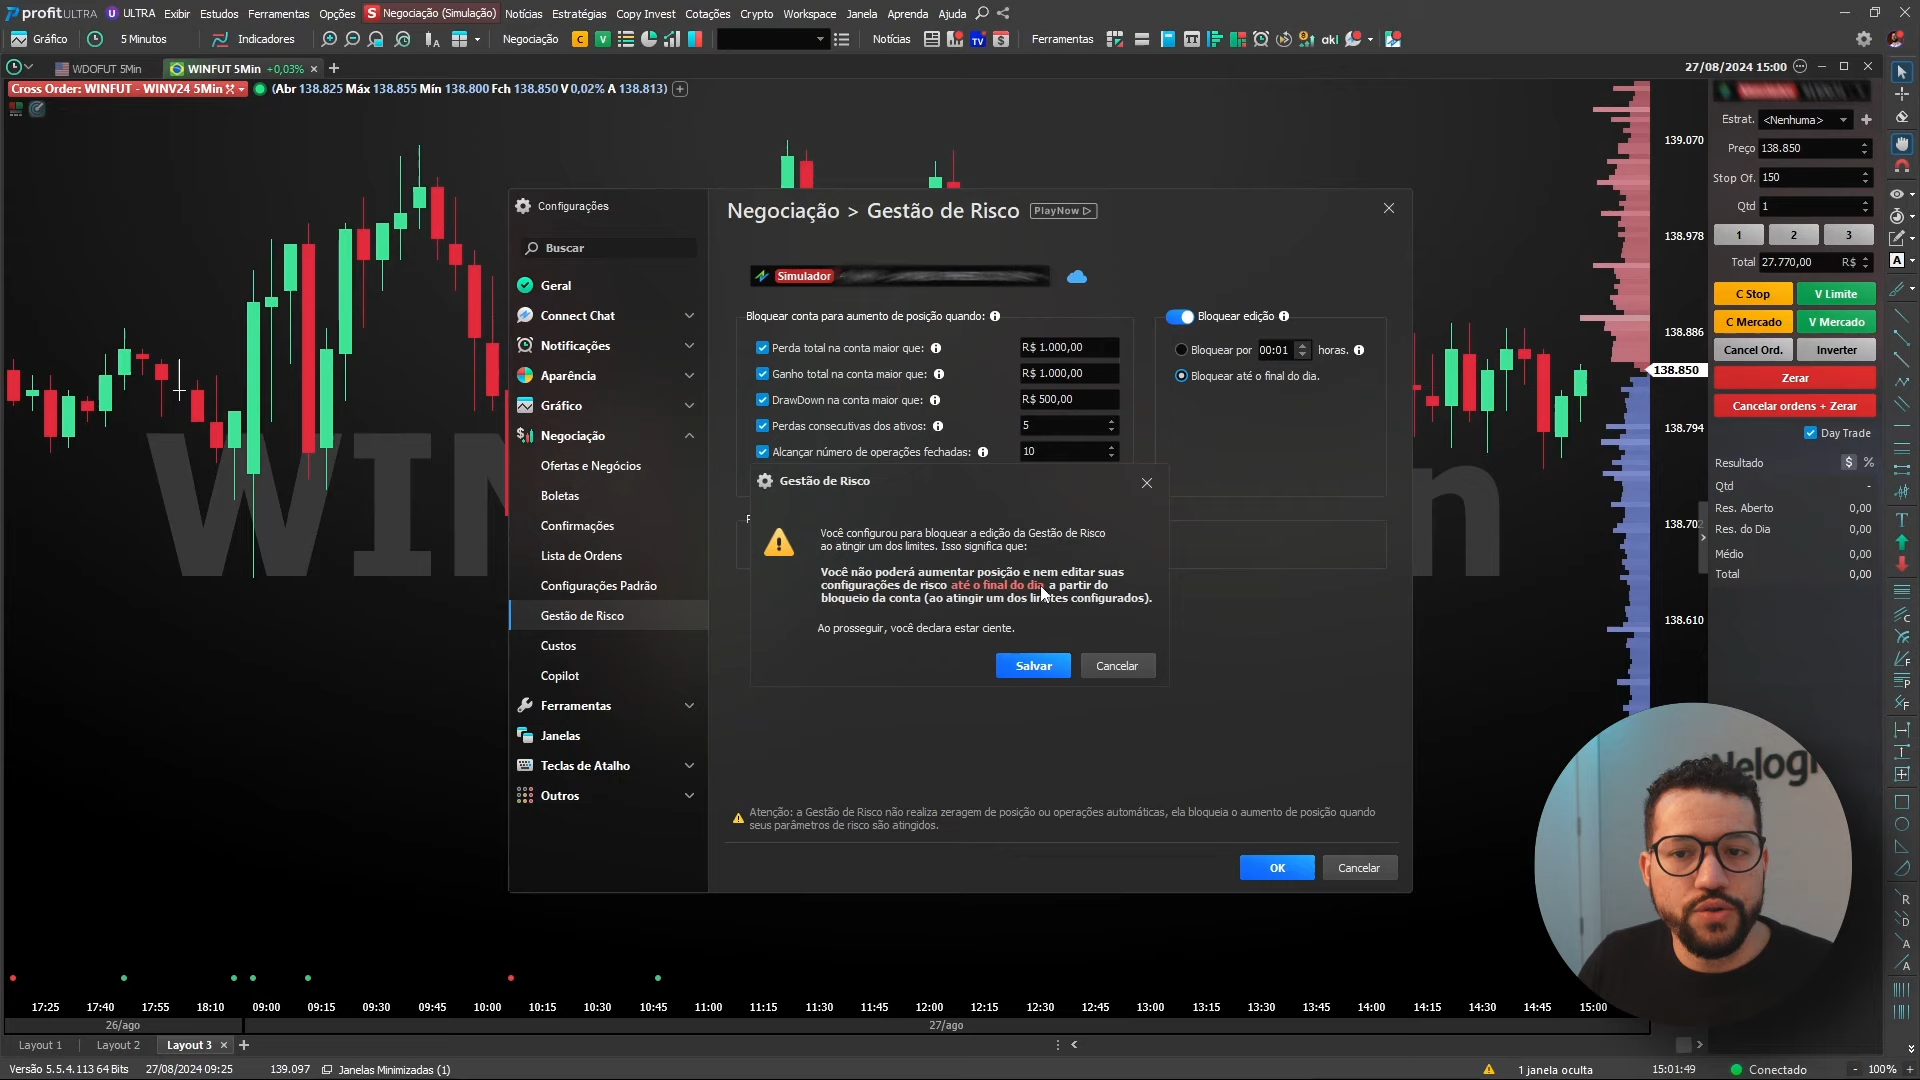 profit ULTRA
U ULTRA Exibir Estudos Ferramentas Opções S Negociação (Simulação) Notícias Estratégias Copy Invest Cotações Crypto Workspace Janela Aprenda Ajuda
Gráfico 5 Minutos Indicadores Negociação C V Notícias TV Ferramentas akl
WDOFUT 5Min WINFUT 5Min +0,03%
27/08/2024 15:00
Cross Order: WINFUT - WINV24 5Min
(Abr 138.825 Máx 138.855 Mín 138.800 Fch 138.850 V 0,02% A 138.813)
139.070
138.978
138.886
138.850
138.794
138.702
138.610
Estrat. <Nenhuma>
Preço 138.850
Stop Of. 150
Qtd 1
1 2 3
Total 27.770,00 R$
C Stop V Limite
C Mercado V Mercado
Cancel Ord. Inverter
Zerar
Cancelar ordens + Zerar
Day Trade
Resultado $ %
Qtd -
Res. Aberto 0,00
Res. do Dia 0,00
Médio 0,00
Total 0,00
Configurações
Buscar
Geral
Connect Chat
Notificações
Aparência
Gráfico
Negociação
Ofertas e Negócios
Boletas
Confirmações
Lista de Ordens
Configurações Padrão
Gestão de Risco
Custos
Copilot
Ferramentas
Janelas
Teclas de Atalho
Outros
Negociação > Gestão de Risco PlayNow
Simulador
Bloquear conta para aumento de posição quando:
Perda total na conta maior que: R$ 1.000,00
Ganho total na conta maior que: R$ 1.000,00
DrawDown na conta maior que: R$ 500,00
Perdas consecutivas dos ativos: 5
Alcançar número de operações fechadas: 10
Bloquear edição
Bloquear por 00:01 horas.
Bloquear até o final do dia.
Gestão de Risco
Você configurou para bloquear a edição da Gestão de Risco
ao atingir um dos limites. Isso significa que:
Você não poderá aumentar posição e nem editar suas
configurações de risco até o final do dia a partir do
bloqueio da conta (ao atingir um dos limites configurados).
Ao prosseguir, você declara estar ciente.
Salvar Cancelar
Atenção: a Gestão de Risco não realiza zeragem de posição ou operações automáticas, ela bloqueia o aumento de posição quando
seus parâmetros de risco são atingidos.
OK Cancelar
WIN
n
Nelogi
17:25 17:40 17:55 18:10 09:00 09:15 09:30 09:45 10:00 10:15 10:30 10:45 11:00 11:15 11:30 11:45 12:00 12:15 12:30 12:45 13:00 13:15 13:30 13:45 14:00 14:15 14:30 14:45 15:00
26/ago 27/ago
Layout 1 Layout 2 Layout 3
Versão 5.5.4.113 64 Bits 27/08/2024 09:25 139.097 Janelas Minimizadas (1) 1 janela oculta 15:01:49 Conectado - 100% +